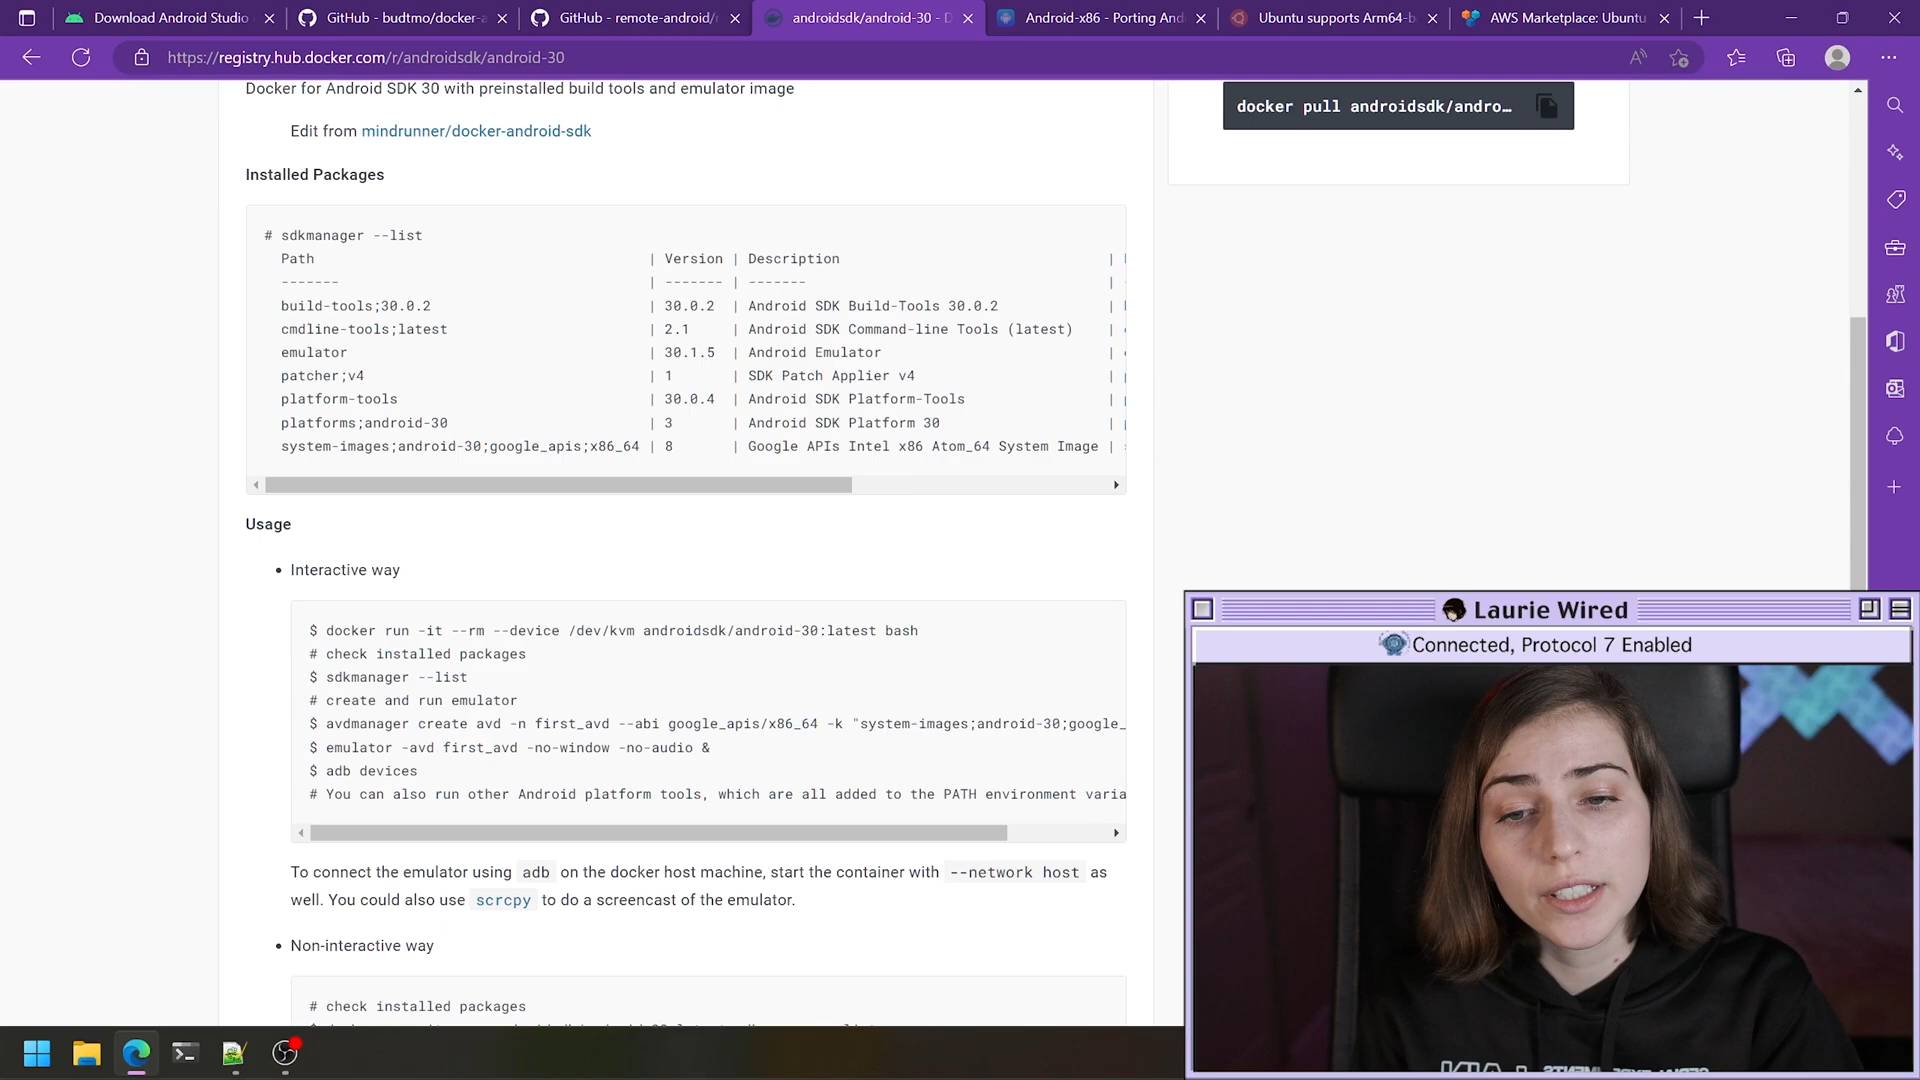 Download Android Studio
GitHub - budtmo/docker-a
GitHub - remote-android/r
androidsdk/android-30 - D
Android-x86 - Porting And
Ubuntu supports Arm64-b
AWS Marketplace: Ubuntu
https://registry.hub.docker.com/r/androidsdk/android-30
Docker for Android SDK 30 with preinstalled build tools and emulator image
docker pull androidsdk/andro...
Edit from mindrunner/docker-android-sdk
Installed Packages
# sdkmanager --list
Path | Version | Description |
------- | ------- | ------- |
build-tools;30.0.2 | 30.0.2 | Android SDK Build-Tools 30.0.2 |
cmdline-tools;latest | 2.1 | Android SDK Command-line Tools (latest) |
emulator | 30.1.5 | Android Emulator |
patcher;v4 | 1 | SDK Patch Applier v4 |
platform-tools | 30.0.4 | Android SDK Platform-Tools |
platforms;android-30 | 3 | Android SDK Platform 30 |
system-images;android-30;google_apis;x86_64 | 8 | Google APIs Intel x86 Atom_64 System Image |
Usage
• Interactive way
$ docker run -it --rm --device /dev/kvm androidsdk/android-30:latest bash
# check installed packages
$ sdkmanager --list
# create and run emulator
$ avdmanager create avd -n first_avd --abi google_apis/x86_64 -k "system-images;android-30;google_
$ emulator -avd first_avd -no-window -no-audio &
$ adb devices
# You can also run other Android platform tools, which are all added to the PATH environment varia
To connect the emulator using adb on the docker host machine, start the container with --network host as
well. You could also use scrcpy to do a screencast of the emulator.
• Non-interactive way
# check installed packages
Laurie Wired
Connected, Protocol 7 Enabled